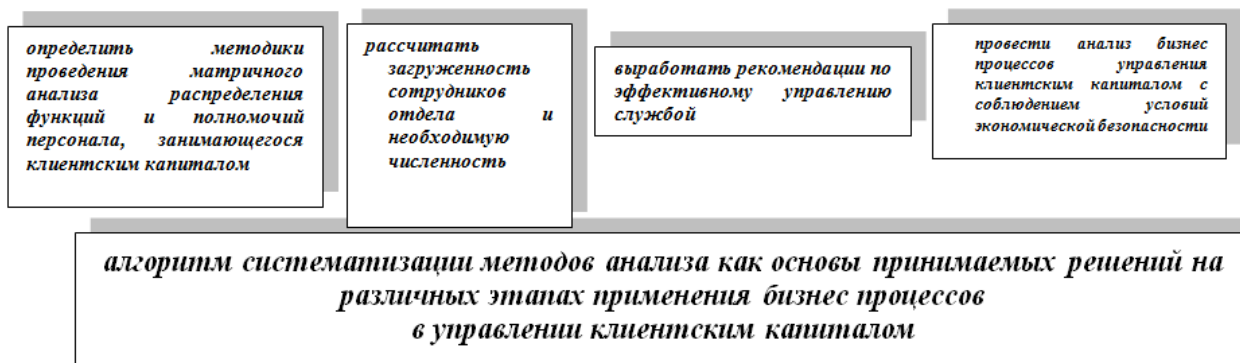 определить методики
проведения матричного
анализа распределения
функций и полномочий
персонала, занимающегося
клиентским капиталом
рассчитать
загруженность
сотрудников
отдела и
необходимую
численность
выработать рекомендации по
эффективному управлению
службой
провести анализ бизнес
процессов управления
клиентским капиталом с
соблюдением условий
экономической безопасности
алгоритм систематизации методов анализа как основы принимаемых решений на
различных этапах применения бизнес процессов
в управлении клиентским капиталом